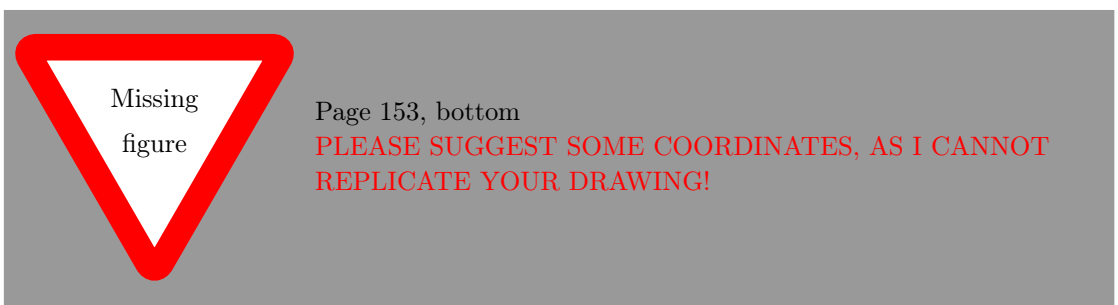 Missing
figure
Page 153, bottom
PLEASE SUGGEST SOME COORDINATES, AS I CANNOT
REPLICATE YOUR DRAWING!